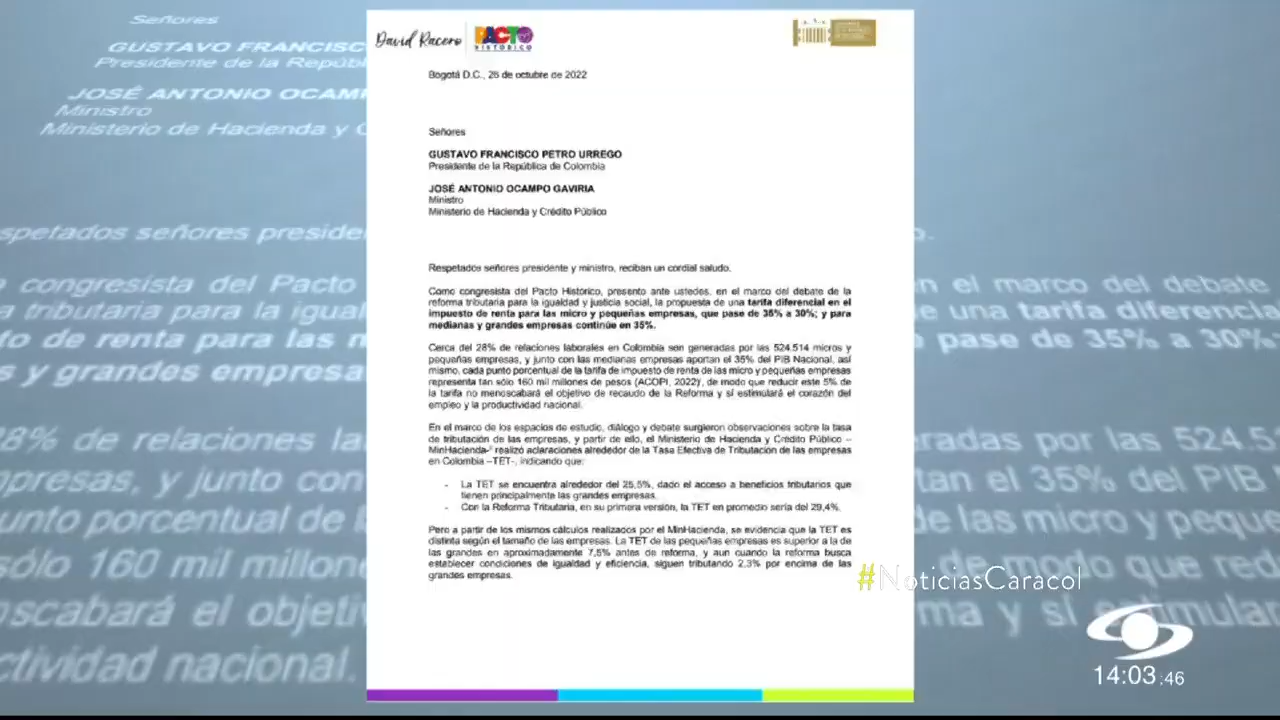 David Racero
PACTO
HISTÓRICO
Bogotá D.C., 26 de octubre de 2022
Señores
GUSTAVO FRANCISCO PETRO URREGO
Presidente de la República de Colombia
JOSÉ ANTONIO OCAMPO GAVIRIA
Ministro
Ministerio de Hacienda y Crédito Público
Respetados señores presidente y ministro, reciban un cordial saludo.
Como congresista del Pacto Histórico, presento ante ustedes, en el marco del debate de la
reforma tributaria para la igualdad y justicia social, la propuesta de una tarifa diferencial en el
impuesto de renta para las micro y pequeñas empresas, que pase de 35% a 30%; y para
medianas y grandes empresas continúe en 35%.
Cerca del 28% de relaciones laborales en Colombia son generadas por las 524.514 micros y
pequeñas empresas, y junto con las medianas empresas aportan el 35% del PIB Nacional, así
mismo, cada punto porcentual de la tarifa de impuesto de renta de las micro y pequeñas empresas
representa tan sólo 160 mil millones de pesos (ACOPI, 2022), de modo que reducir este 5% de
la tarifa no menoscabará el objetivo de recaudo de la Reforma y sí estimulará el corazón del
empleo y la productividad nacional.
En el marco de los espacios de estudio, diálogo y debate surgieron observaciones sobre la tasa
de tributación de las empresas, y partir de ello, el Ministerio de Hacienda y Crédito Público –
MinHacienda- realizó aclaraciones alrededor de la Tasa Efectiva de Tributación de las empresas
en Colombia –TET-, indicando que:
- La TET se encuentra alrededor del 25,5%, dado el acceso a beneficios tributarios que
tienen principalmente las grandes empresas.
- Con la Reforma Tributaria, en su primera versión, la TET en promedio sería del 29,4%.
Pero a partir de los mismos cálculos realizados por el MinHacienda, se evidencia que la TET es
distinta según el tamaño de las empresas. La TET de las pequeñas empresas es superior a la de
las grandes en aproximadamente 7,5% antes de reforma, y aun cuando la reforma busca
establecer condiciones de igualdad y eficiencia, siguen tributando 2,3% por encima de las
grandes empresas.
#NoticiasCaracol
14:03:46